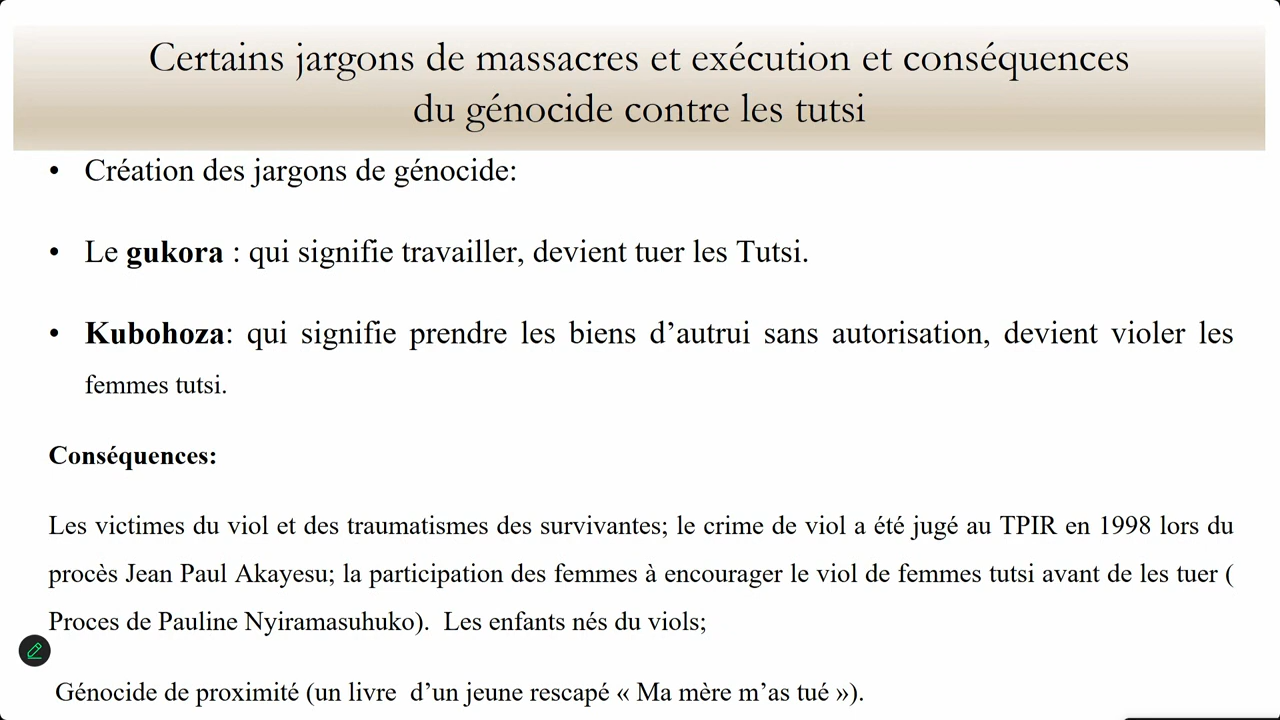 Certains jargons de massacres et exécution et conséquences
du génocide contre les tutsi
• Création des jargons de génocide:
• Le gukora : qui signifie travailler, devient tuer les Tutsi.
• Kubohoza: qui signifie prendre les biens d’autrui sans autorisation, devient violer les
femmes tutsi.
Conséquences:
Les victimes du viol et des traumatismes des survivantes; le crime de viol a été jugé au TPIR en 1998 lors du
procès Jean Paul Akayesu; la participation des femmes à encourager le viol de femmes tutsi avant de les tuer (
Proces de Pauline Nyiramasuhuko). Les enfants nés du viols;
Génocide de proximité (un livre d’un jeune rescapé « Ma mère m’as tué »).